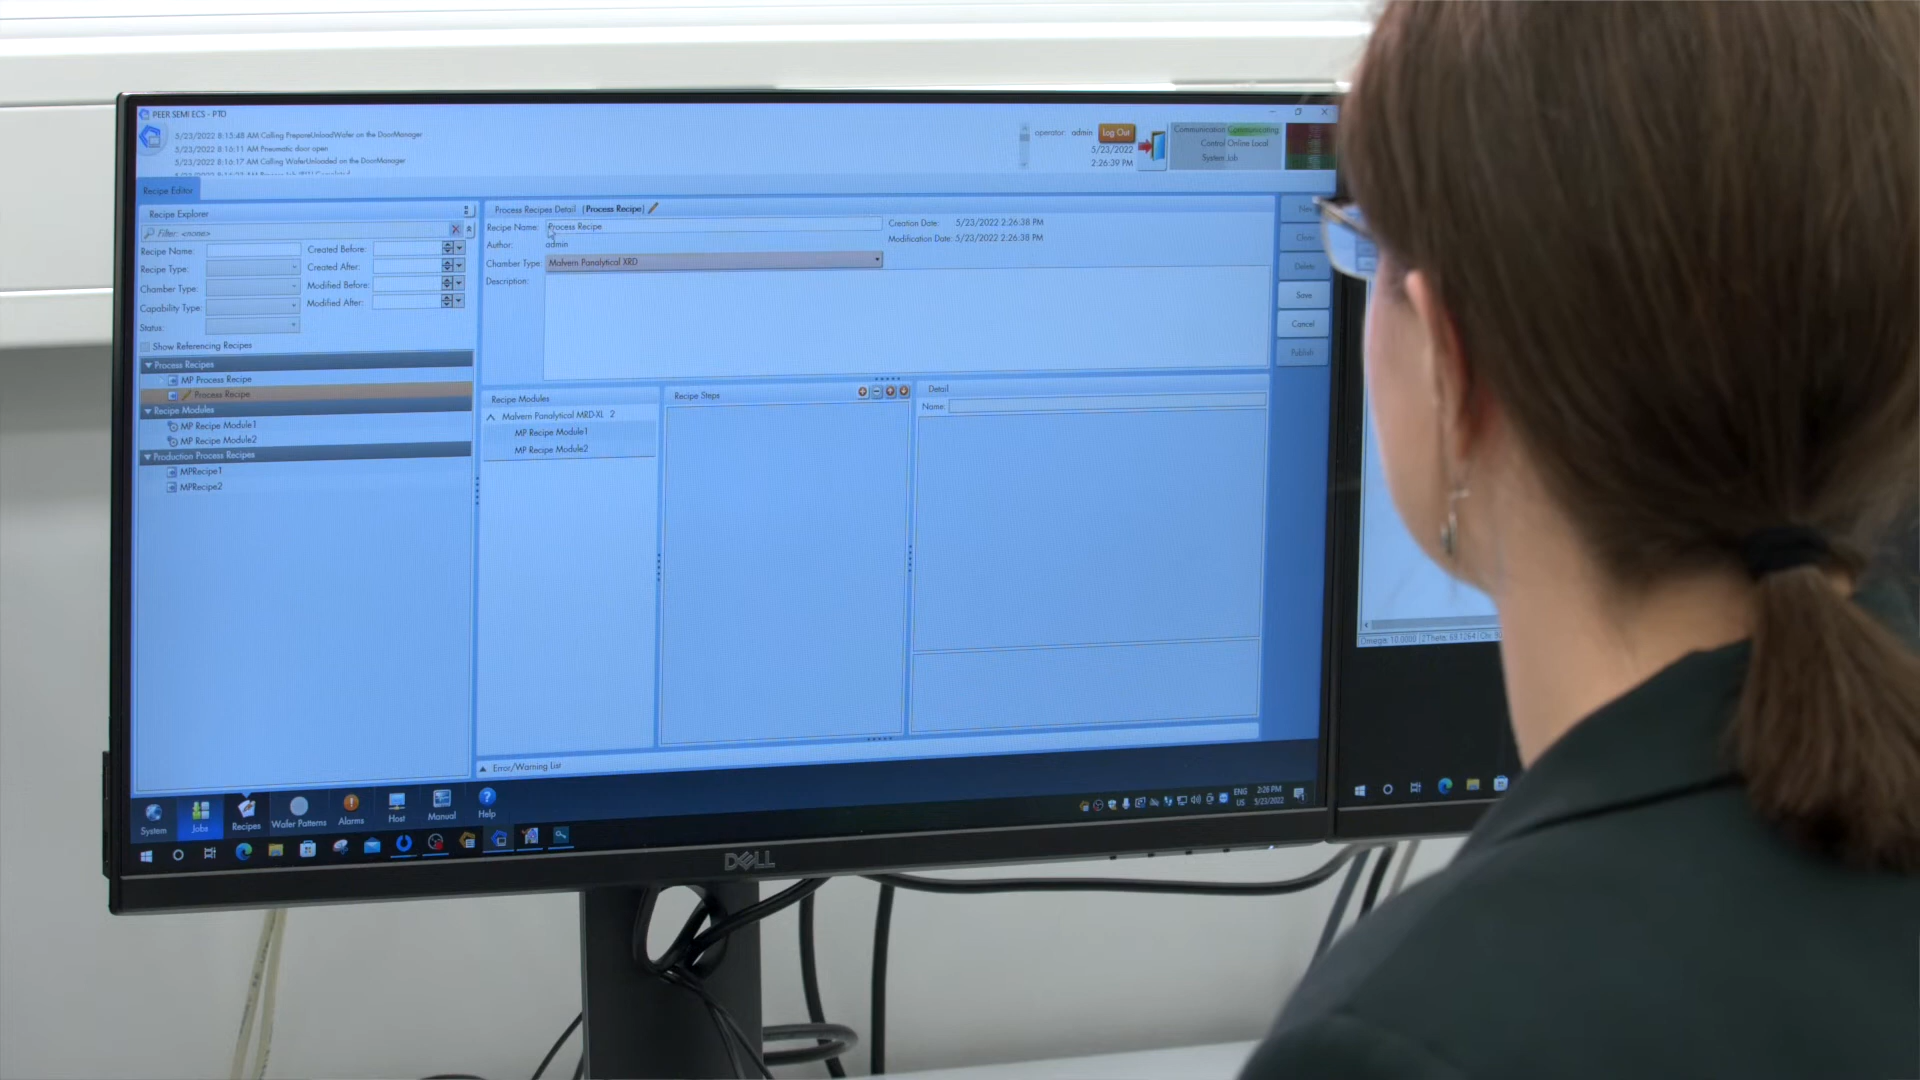 PEER SEMI ECS - PTO
5/23/2022 8:15:48 AM Calling PrepareUnloadWafer on the DoorManager
5/23/2022 8:16:11 AM Pneumatic door open
5/23/2022 8:16:17 AM Calling WaferUnloaded on the DoorManager
operator: admin Log Out
5/23/2022
2:26:39 PM
Communication Communicating
Control Online Local
System Job
Recipe Editor
Recipe Explorer
Filter: <none>
Recipe Name: Created Before:
Recipe Type: Created After:
Chamber Type: Modified Before:
Capability Type: Modified After:
Status:
Show Referencing Recipes
Process Recipes
MP Process Recipe
Process Recipe
Recipe Modules
MP Recipe Module1
MP Recipe Module2
Production Process Recipes
MPRecipe1
MPRecipe2
Process Recipes Detail (Process Recipe)
Recipe Name: Process Recipe
Creation Date: 5/23/2022 2:26:38 PM
Author: admin
Modification Date: 5/23/2022 2:26:38 PM
Chamber Type: Malvern Panalytical XRD
Description:
Delete
Save
Cancel
Publish
Recipe Modules
Malvern Panalytical MRD-XL 2
MP Recipe Module1
MP Recipe Module2
Recipe Steps
Detail
Name:
Error/Warning List
System
Jobs
Recipes
Wafer Patterns
Alarms
Host
Manual
Help
ENG
US
2:26 PM
5/23/2022
DELL